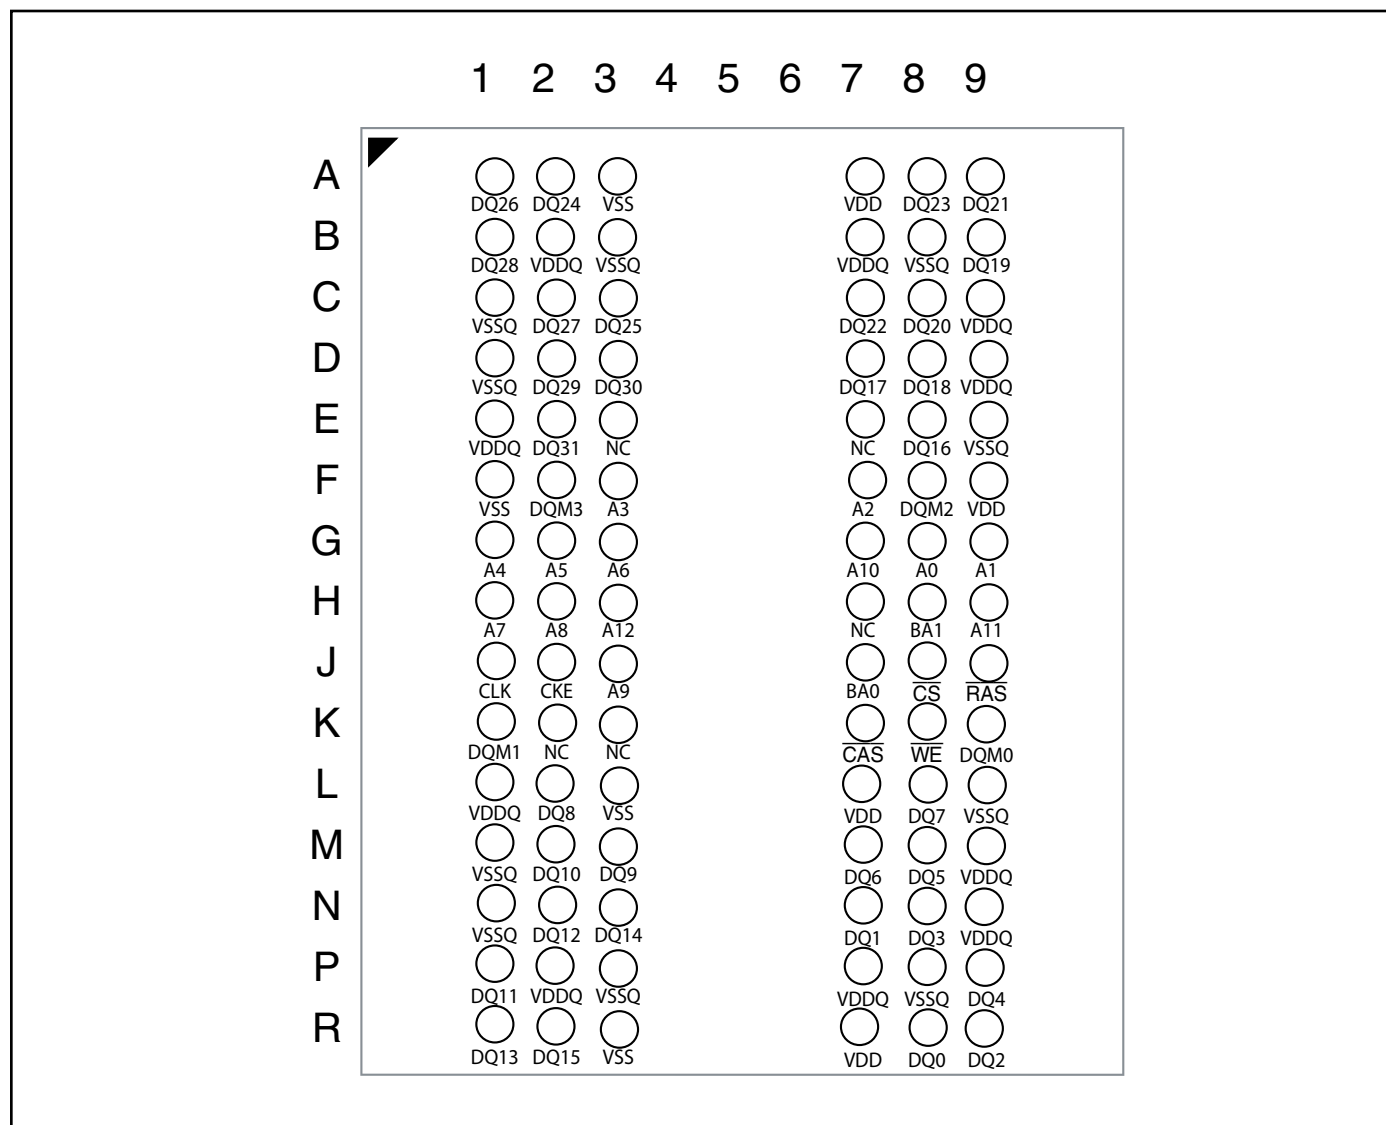 1 2 3 4 5 6 7 8 9
A
DQ26 DQ24 VSS VDD DQ23 DQ21
B
DQ28 VDDQ VSSQ VDDQ VSSQ DQ19
C
VSSQ DQ27 DQ25 DQ22 DQ20 VDDQ
D
VSSQ DQ29 DQ30 DQ17 DQ18 VDDQ
E
VDDQ DQ31 NC NC DQ16 VSSQ
F
VSS DQM3 A3 A2 DQM2 VDD
G
A4 A5 A6 A10 A0 A1
H
A7 A8 A12 NC BA1 A11
J
CLK CKE A9 BA0 C̅S̅ R̅A̅S̅
K
DQM1 NC NC C̅A̅S̅ W̅E̅ DQM0
L
VDDQ DQ8 VSS VDD DQ7 VSSQ
M
VSSQ DQ10 DQ9 DQ6 DQ5 VDDQ
N
VSSQ DQ12 DQ14 DQ1 DQ3 VDDQ
P
DQ11 VDDQ VSSQ VDDQ VSSQ DQ4
R
DQ13 DQ15 VSS VDD DQ0 DQ2